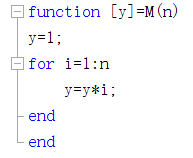 function [y]=M(n)
y=1;
for i=1:n
y=y*i;
end
end